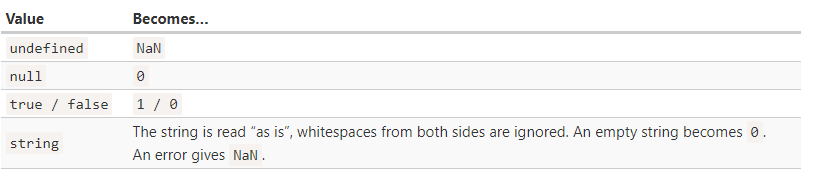 Value Becomes...
undefined NaN
null 0
true / false 1 / 0
The string is read “as is”, whitespaces from both sides are ignored. An empty string becomes 0 .
string
An error gives NaN .